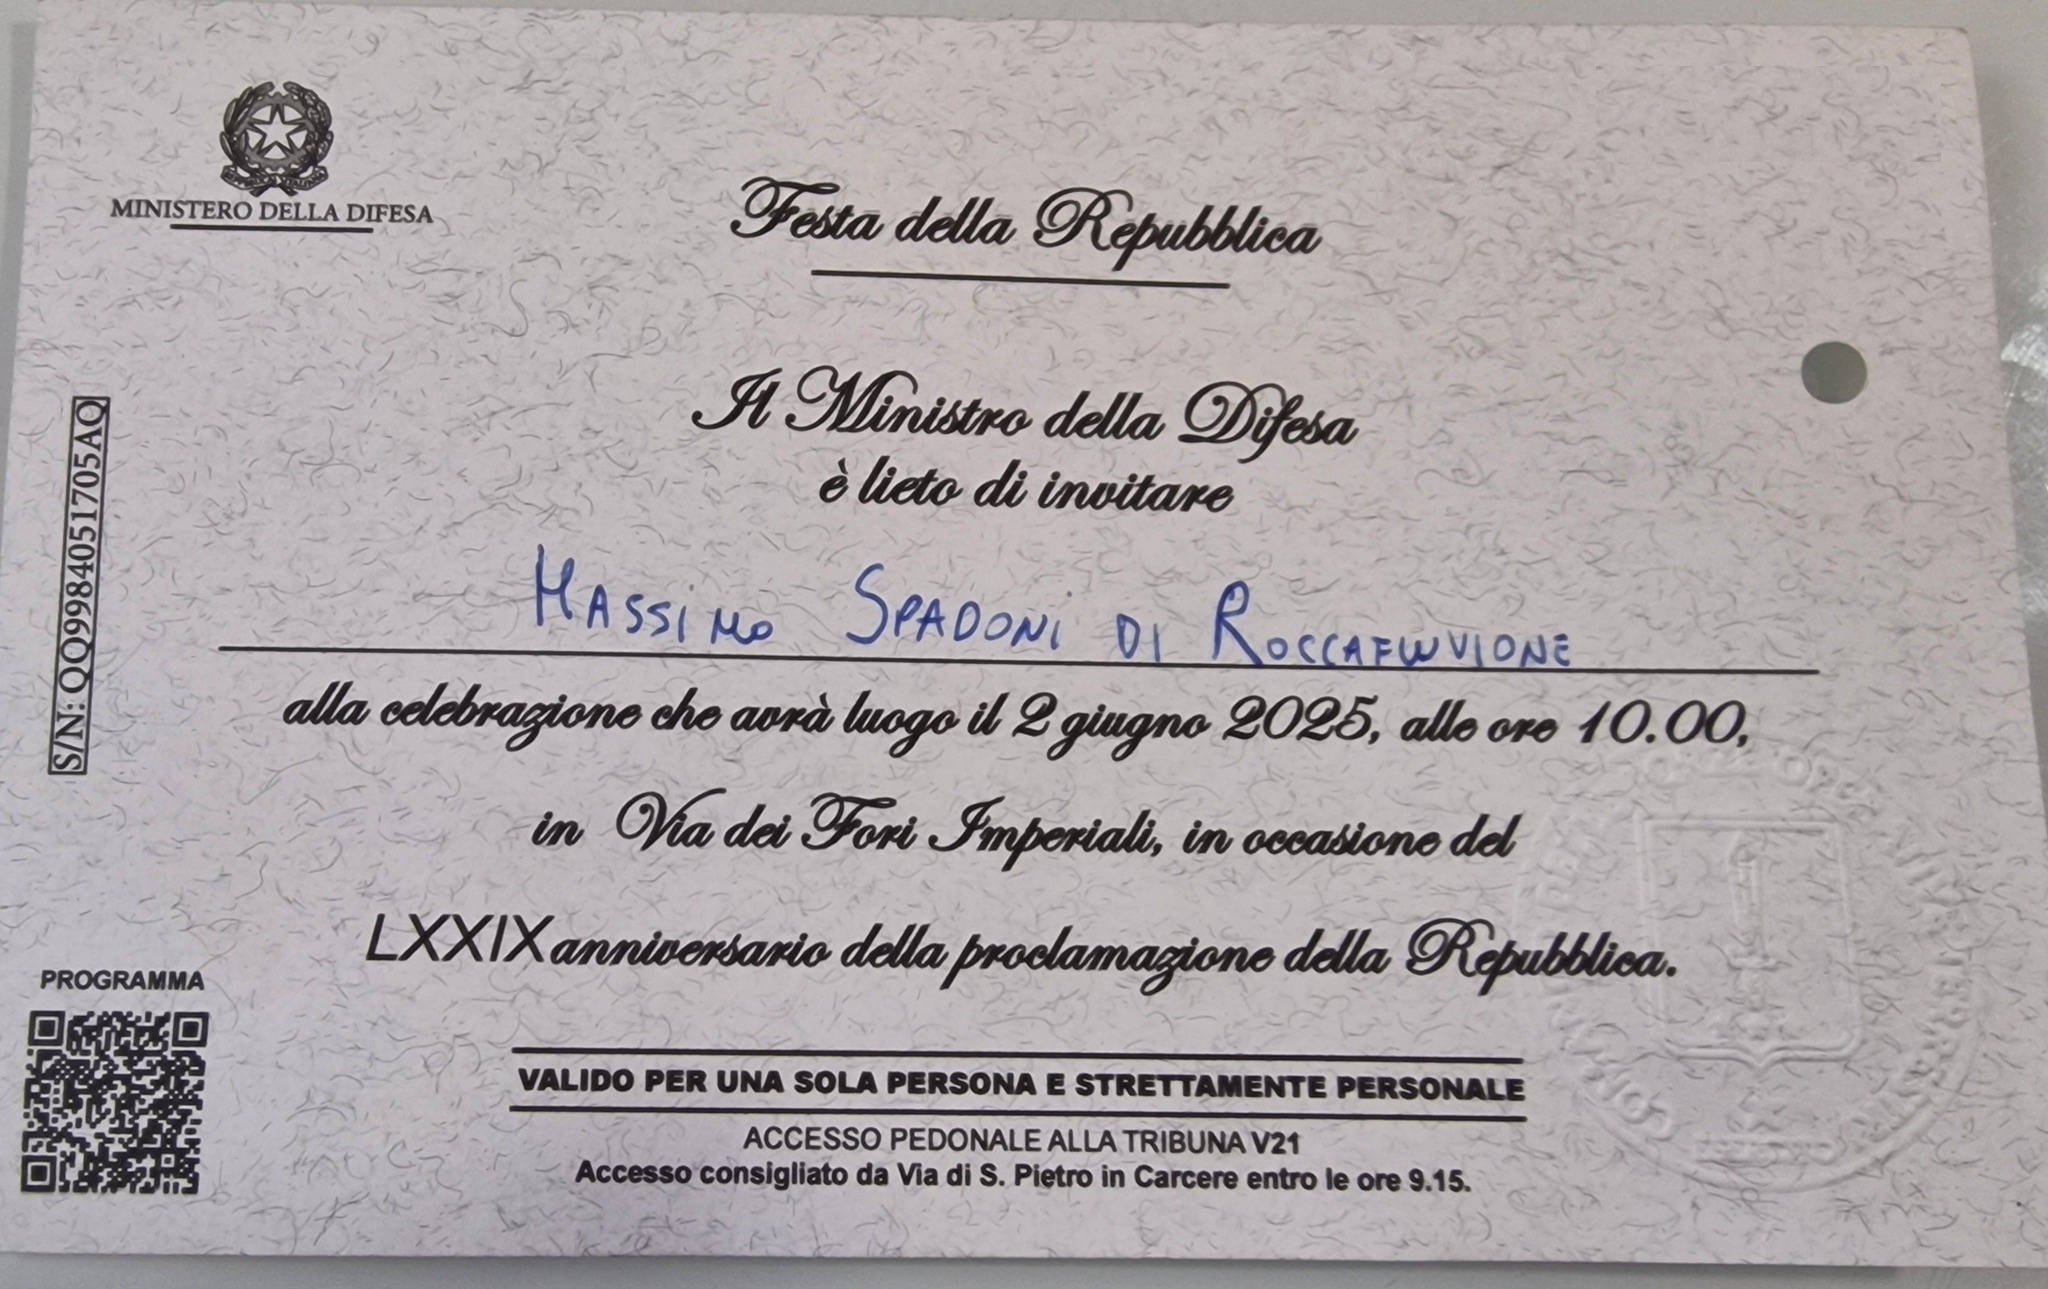 MINISTERO DELLA DIFESA
Festa della Repubblica
Il Ministro della Difesa
è lieto di invitare
MASSIMO SPADONI DI ROCCAFLUVIONE
alla celebrazione che avrà luogo il 2 giugno 2025, alle ore 10.00,
in Via dei Fori Imperiali, in occasione del
LXXIX anniversario della proclamazione della Repubblica.
VALIDO PER UNA SOLA PERSONA E STRETTAMENTE PERSONALE
ACCESSO PEDONALE ALLA TRIBUNA V21
Accesso consigliato da Via di S. Pietro in Carcere entro le ore 9.15.
S/N: QQ9984051705AQ
PROGRAMMA